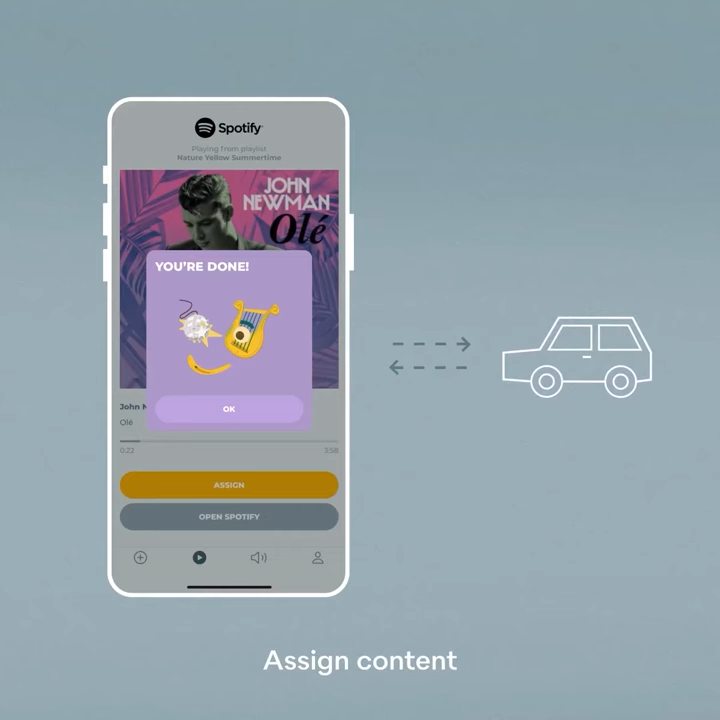 Spotify
Playing from playlist
Nature Yellow Summertime
JOHN
NEWMAN
Olé
YOU'RE DONE!
OK
John N
Olé
0:22
3:58
ASSIGN
OPEN SPOTIFY
Assign content